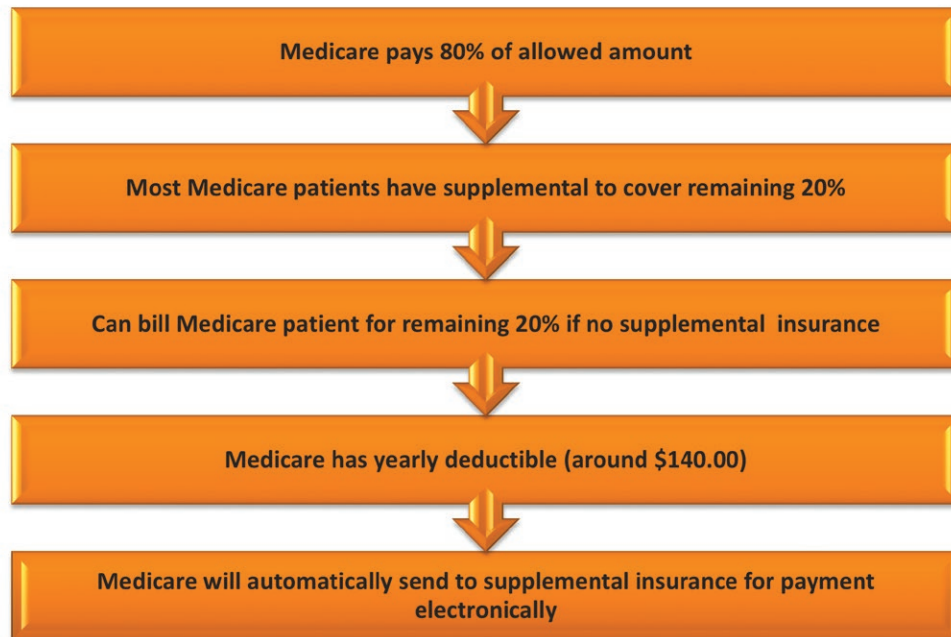 Medicare pays 80% of allowed amount
Most Medicare patients have supplemental to cover remaining 20%
Can bill Medicare patient for remaining 20% if no supplemental insurance
Medicare has yearly deductible (around $140.00)
Medicare will automatically send to supplemental insurance for payment
electronically